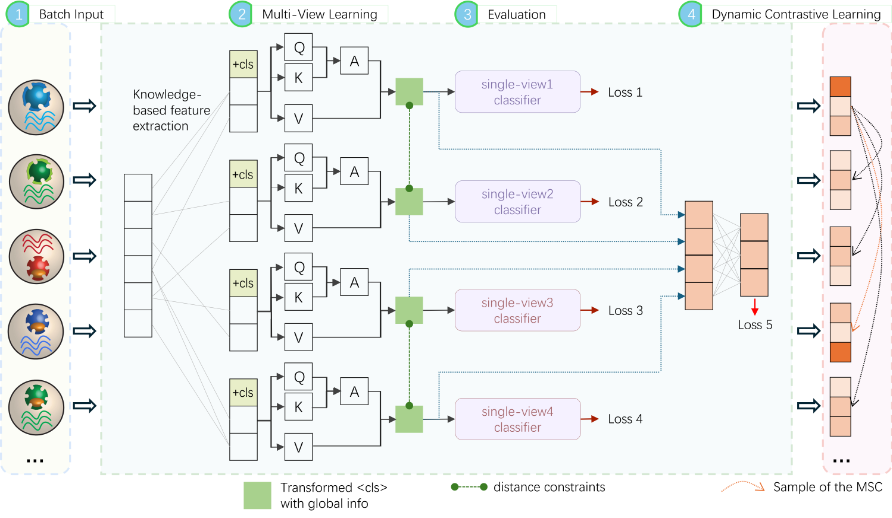 1 Batch Input
2 Multi-View Learning
3 Evaluation
4 Dynamic Contrastive Learning
Knowledge-
based feature
extraction
+cls
Q
K
V
A
single-view1
classifier
Loss 1
+cls
Q
K
V
A
single-view2
classifier
Loss 2
+cls
Q
K
V
A
single-view3
classifier
Loss 3
+cls
Q
K
V
A
single-view4
classifier
Loss 4
Loss 5
...
...
Transformed <cls>
with global info
distance constraints
Sample of the MSC